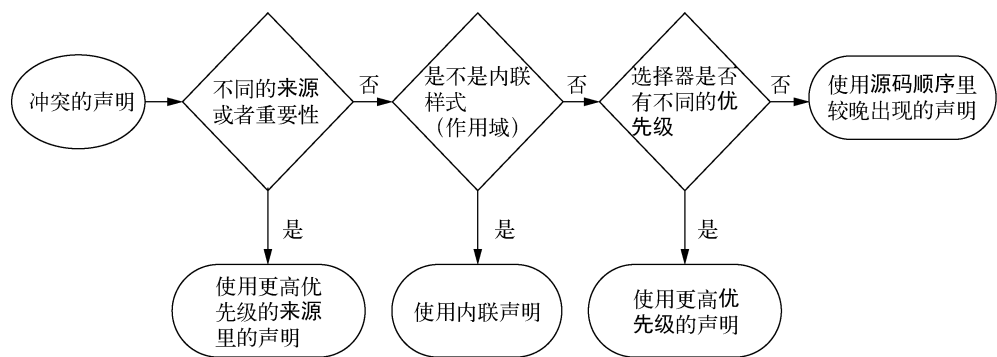 冲突的声明
不同的来源
或者重要性
否
是不是内联
样式
（作用域）
否
选择器是否
有不同的优
先级
否
使用源码顺序里
较晚出现的声明
是
是
是
使用更高优
先级的来源
里的声明
使用内联声明
使用更高优
先级的声明